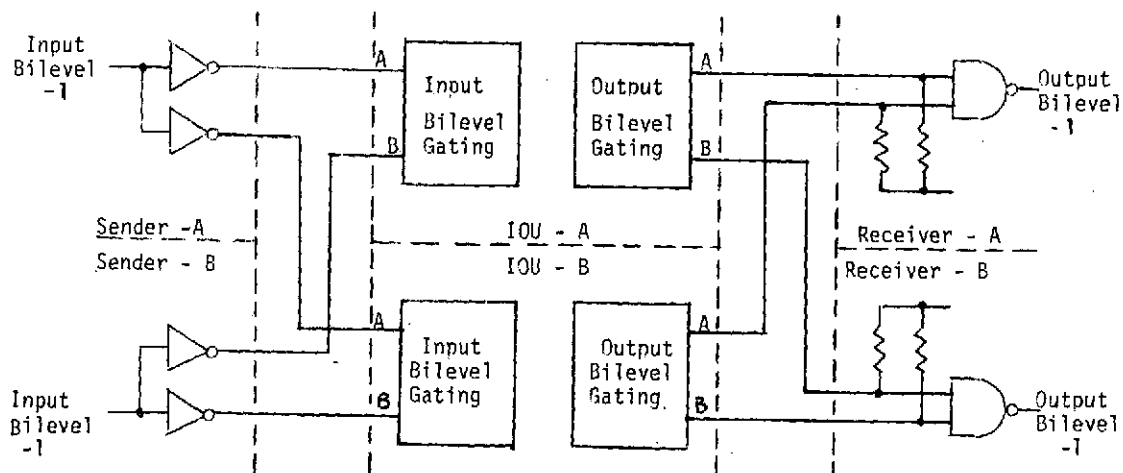 Input
Bilevel
-1
A
B
Input
Bilevel
Gating
Output
Bilevel
Gating
A
B
Output
Bilevel
-1
Sender -A
Sender - B
IOU - A
IOU - B
Receiver - A
Receiver - B
Input
Bilevel
-1
A
B
Input
Bilevel
Gating
Output
Bilevel
Gating
A
B
Output
Bilevel
-1